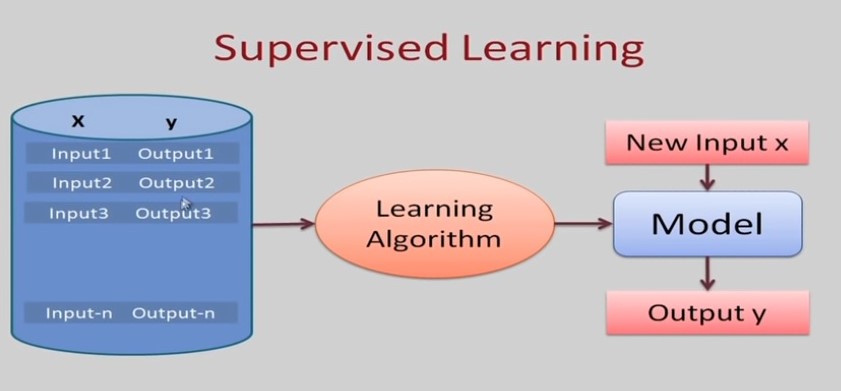 Supervised Learning
X y
Input1 Output1
Input2 Output2
Input3 Output3
Input-n Output-n
Learning
Algorithm
New Input x
Model
Output y